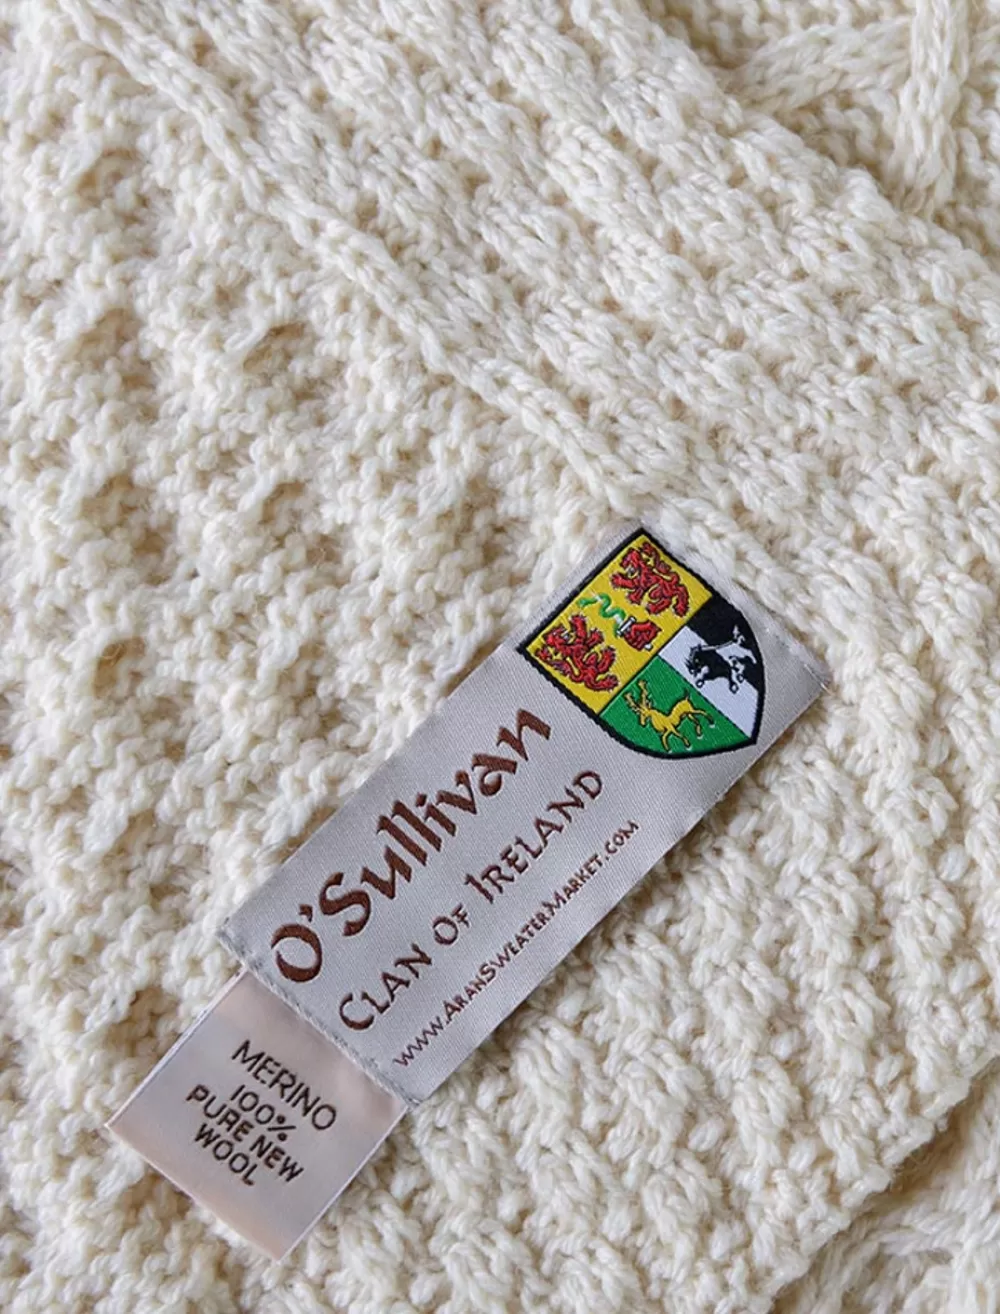 O'Sullivan
Clan Of Ireland
www.AranSweaterMarket.com
MERINO
100%
PURE NEW
WOOL